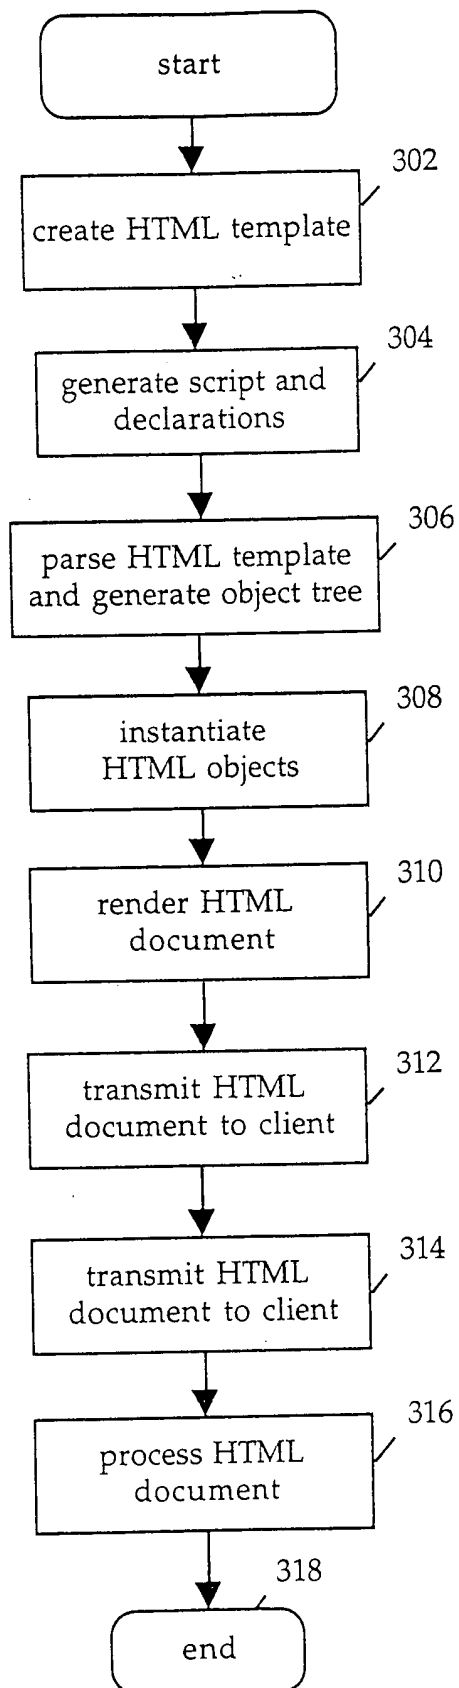 start
302
create HTML template
304
generate script and
declarations
306
parse HTML template
and generate object tree
308
instantiate
HTML objects
310
render HTML
document
312
transmit HTML
document to client
314
transmit HTML
document to client
316
process HTML
document
318
end